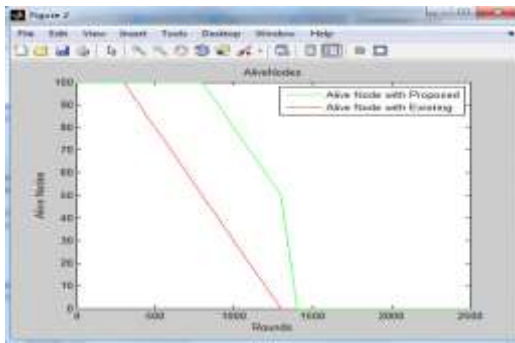 Figure 2
File Edit View Insert Tools Desktop Window Help
AliveNodes
Alive Node with Proposed
Alive Node with Existing
100
90
80
70
60
50
40
30
20
10
0
Alive Node
0 500 1000 1500 2000 2500
Rounds